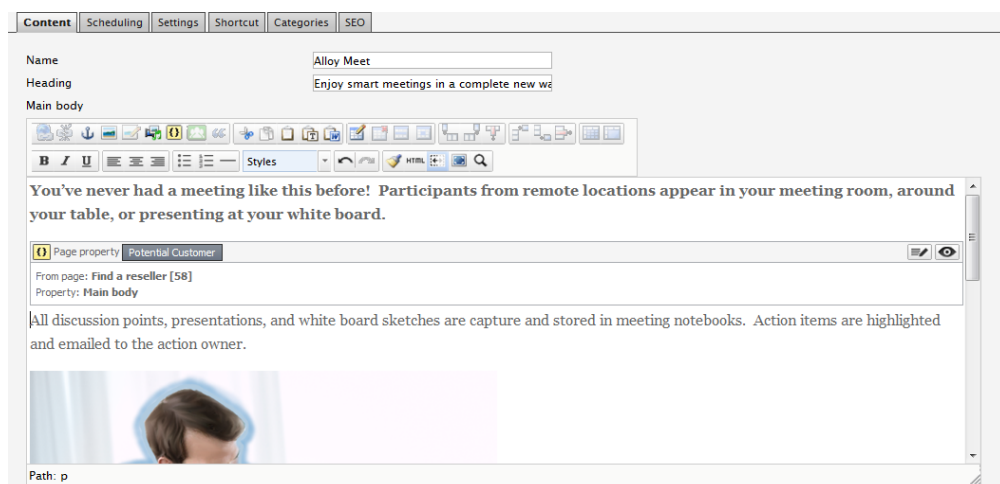 Content Scheduling Settings Shortcut Categories SEO
Name Alloy Meet
Heading Enjoy smart meetings in a complete new wa
Main body
B I U Styles HTML
You've never had a meeting like this before! Participants from remote locations appear in your meeting room, around
your table, or presenting at your white board.
{} Page property Potential Customer
From page: Find a reseller [58]
Property: Main body
All discussion points, presentations, and white board sketches are capture and stored in meeting notebooks. Action items are highlighted
and emailed to the action owner.
Path: p